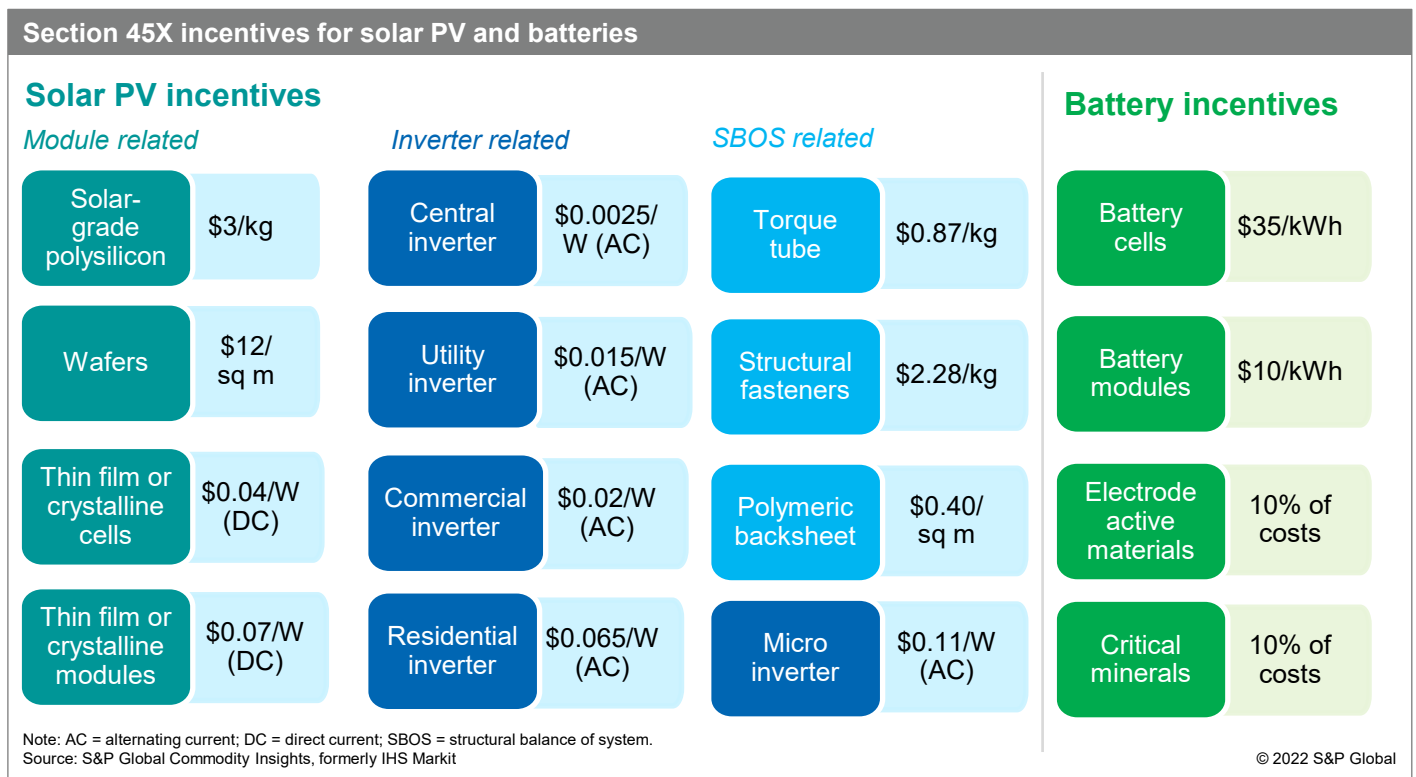 Section 45X incentives for solar PV and batteries
Solar PV incentives
Module related
Solar-
grade
polysilicon
$3/kg
Wafers
$12/
sq m
Thin film or
crystalline
cells
$0.04/W
(DC)
Thin film or
crystalline
modules
$0.07/W
(DC)
Inverter related
Central
inverter
$0.0025/
W (AC)
Utility
inverter
$0.015/W
(AC)
Commercial
inverter
$0.02/W
(AC)
Residential
inverter
$0.065/W
(AC)
SBOS related
Torque
tube
$0.87/kg
Structural
fasteners
$2.28/kg
Polymeric
backsheet
$0.40/
sq m
Micro
inverter
$0.11/W
(AC)
Battery incentives
Battery
cells
$35/kWh
Battery
modules
$10/kWh
Electrode
active
materials
10% of
costs
Critical
minerals
10% of
costs
Note: AC = alternating current; DC = direct current; SBOS = structural balance of system.
Source: S&P Global Commodity Insights, formerly IHS Markit
© 2022 S&P Global